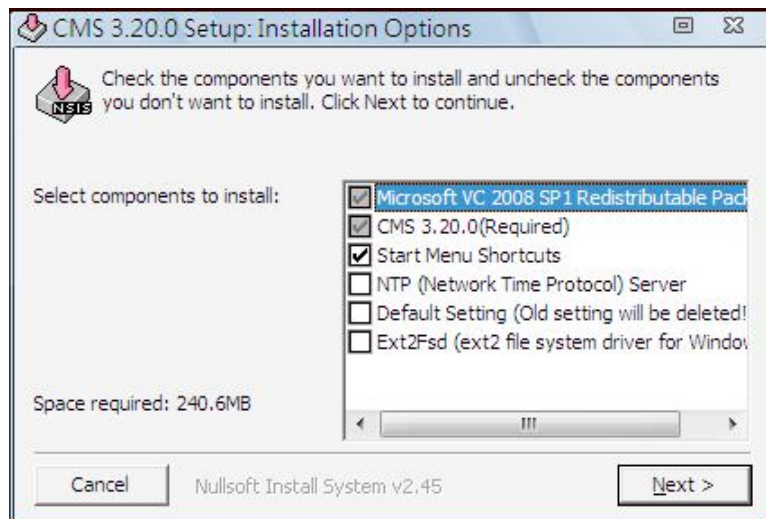 CMS 3.20.0 Setup: Installation Options
Check the components you want to install and uncheck the components
you don't want to install. Click Next to continue.
NSIS
Select components to install:
Microsoft VC 2008 SP1 Redistributable Pack
CMS 3.20.0(Required)
Start Menu Shortcuts
NTP (Network Time Protocol) Server
Default Setting (Old setting will be deleted!
Ext2Fsd (ext2 file system driver for Window
Space required: 240.6MB
Cancel
Nullsoft Install System v2.45
Next >